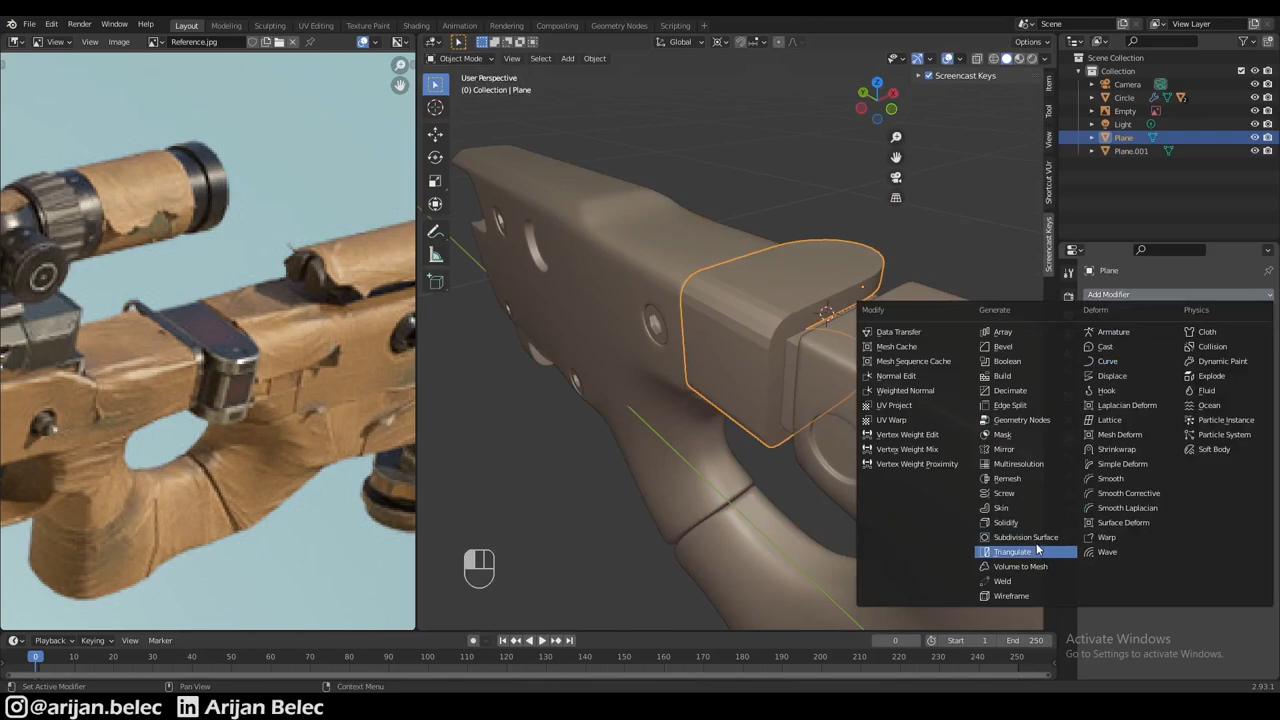 File Edit Render Window Help Layout Modeling Sculpting UV Editing Texture Paint Shading Animation Rendering Compositing Geometry Nodes Scripting + Scene View Layer
View View Image Reference.jpg Global Options
Object Mode View Select Add Object
User Perspective
(0) Collection | Plane
Screencast Keys
Z
Y
X
Item
Tool
View
Shortcut VUr
Screencast Keys
Scene Collection
Collection
Camera
Circle
2
Empty
Light
Plane
Plane.001
Plane
Add Modifier
Modify Generate Deform Physics
Data Transfer Array Armature Cloth
Mesh Cache Bevel Cast Collision
Mesh Sequence Cache Boolean Curve Dynamic Paint
Normal Edit Build Displace Explode
Weighted Normal Decimate Hook Fluid
UV Project Edge Split Laplacian Deform Ocean
UV Warp Geometry Nodes Lattice Particle Instance
Vertex Weight Edit Mask Mesh Deform Particle System
Vertex Weight Mix Mirror Shrinkwrap Soft Body
Vertex Weight Proximity Multiresolution Simple Deform
Remesh Smooth
Screw Smooth Corrective
Skin Smooth Laplacian
Solidify Surface Deform
Subdivision Surface Warp
Triangulate Wave
Volume to Mesh
Weld
Wireframe
Activate Windows
Go to Settings to activate Windows.
Playback Keying View Marker 0 Start 1 End 250
0 10 20 30 40 50 60 70 80 90 100 110 120 130 140 150 160 170 180 190 200 210 220 230 240 250
Set Active Modifier Pan View Context Menu 2.93.1
@arijan.belec in Arijan Belec